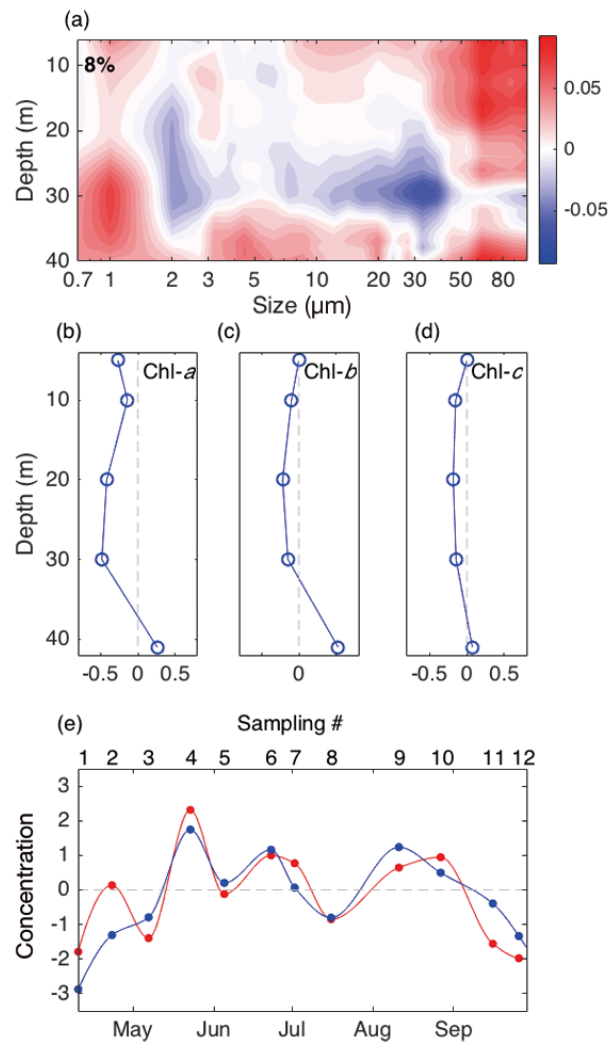 (a)
8%
Depth (m)
10
20
30
40
0.7 1 2 3 5 10 20 30 50 80
Size (µm)
0.05
0
-0.05
(b) (c) (d)
Chl-a Chl-b Chl-c
Depth (m)
10
20
30
40
-0.5 0 0.5 0 -0.5 0 0.5
(e)
Sampling #
1 2 3 4 5 6 7 8 9 10 11 12
Concentration
3
2
1
0
-1
-2
-3
May Jun Jul Aug Sep